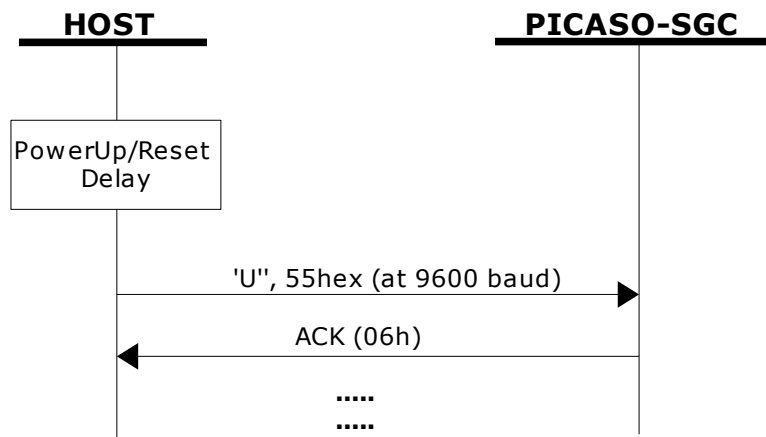 HOST
PICASO-SGC
PowerUp/Reset
Delay
'U'', 55hex (at 9600 baud)
ACK (06h)
.....
.....